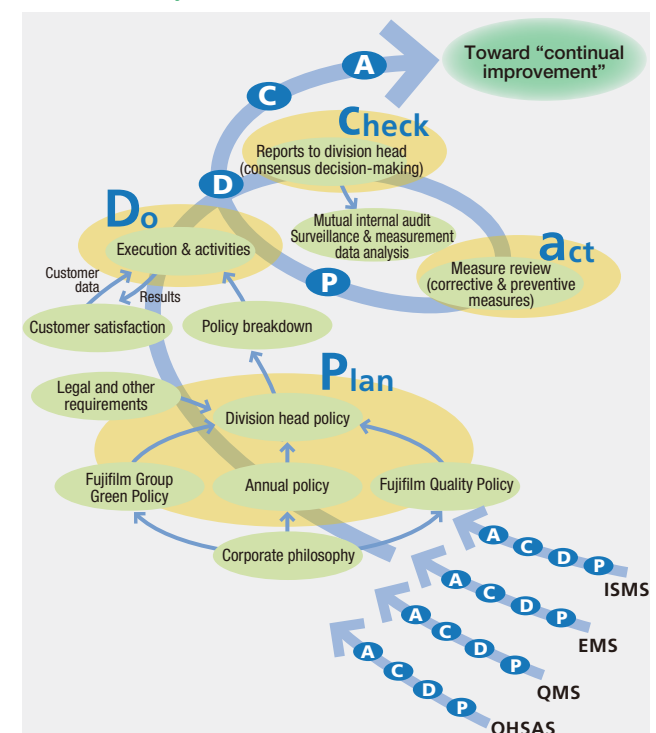 Toward “continual
improvement”
A
C
Check
Reports to division head
(consensus decision-making)
D
Do
Execution & activities
Mutual internal audit
Surveillance & measurement
data analysis
act
Measure review
(corrective & preventive
measures)
P
Customer
data
Results
Customer satisfaction
Policy breakdown
Plan
Legal and other
requirements
Division head policy
Fujifilm Group
Green Policy
Annual policy
Fujifilm Quality Policy
Corporate philosophy
A C D P
ISMS
A C D P
EMS
A C D P
QMS
A C D P
OHSAS